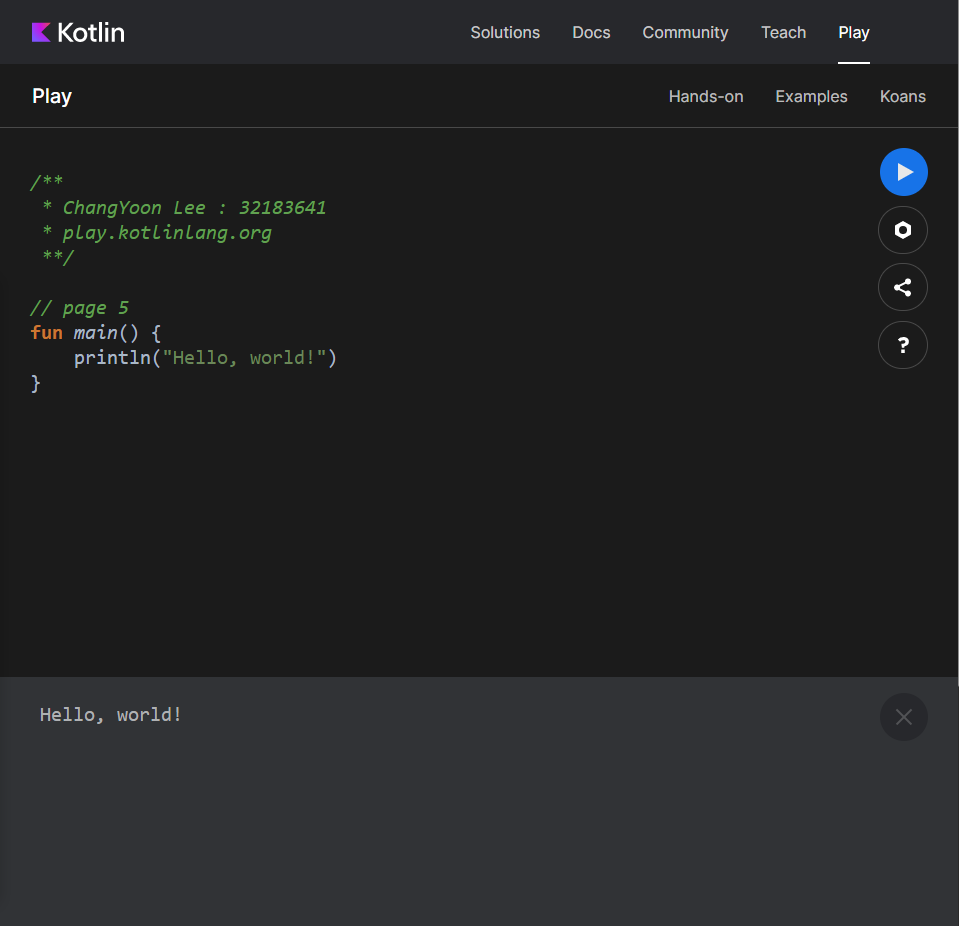 Kotlin Solutions Docs Community Teach Play
Play Hands-on Examples Koans
/**
 * ChangYoon Lee : 32183641
 * play.kotlinlang.org
 **/
// page 5
fun main() {
    println("Hello, world!")
}
?
Hello, world!